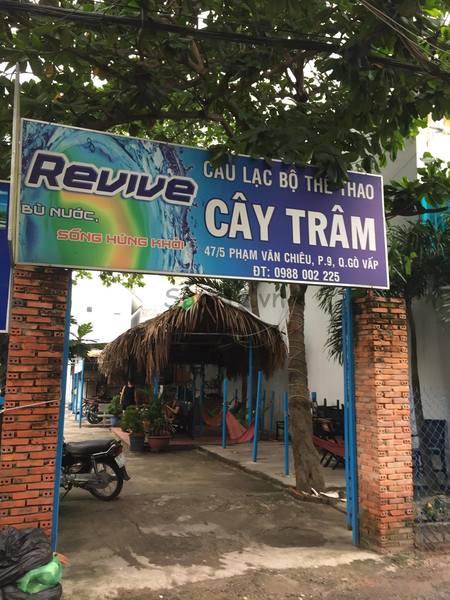 Revive
BÙ NƯỚC,
SỐNG HỨNG KHỞI
CÂU LẠC BỘ THỂ THAO
CÂY TRÂM
47/5 PHẠM VĂN CHIÊU, P.9, Q.GÒ VẤP
ĐT: 0988 002 225